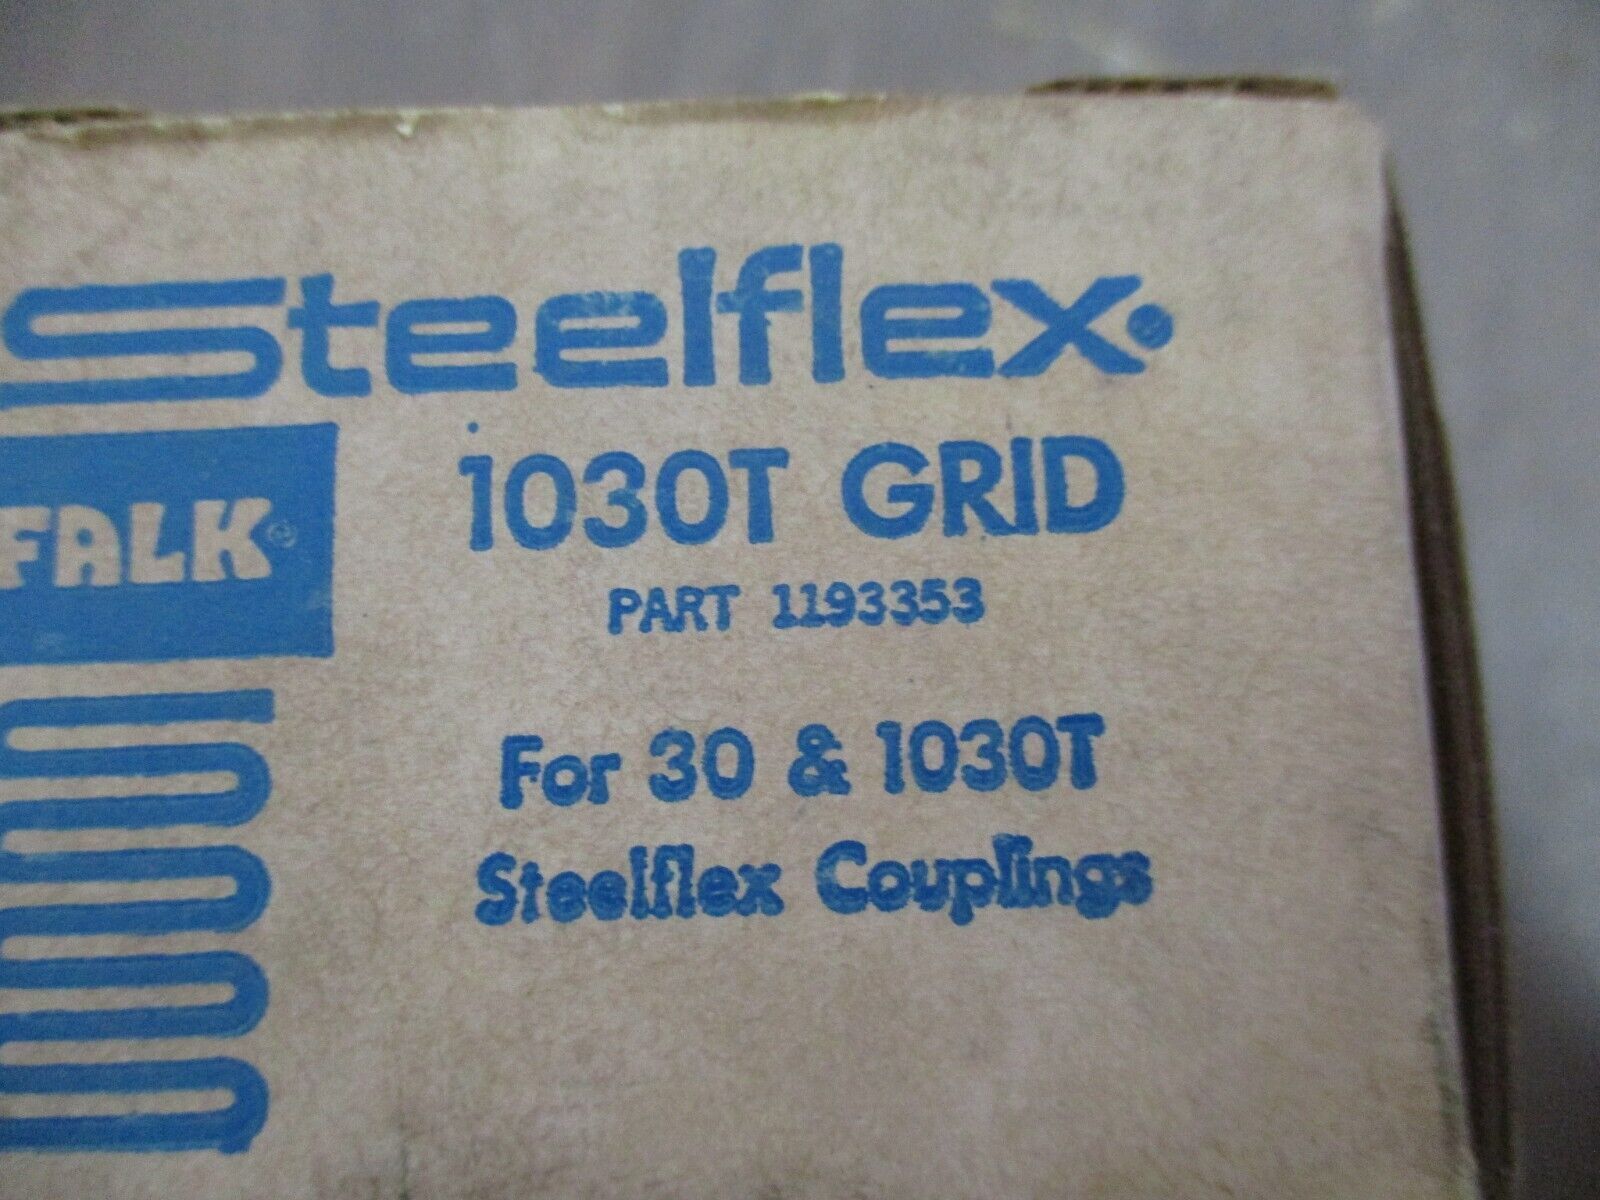 Steelflex®
FALK®
1030T GRID
PART 1193353
For 30 & 1030T
Steelflex Couplings